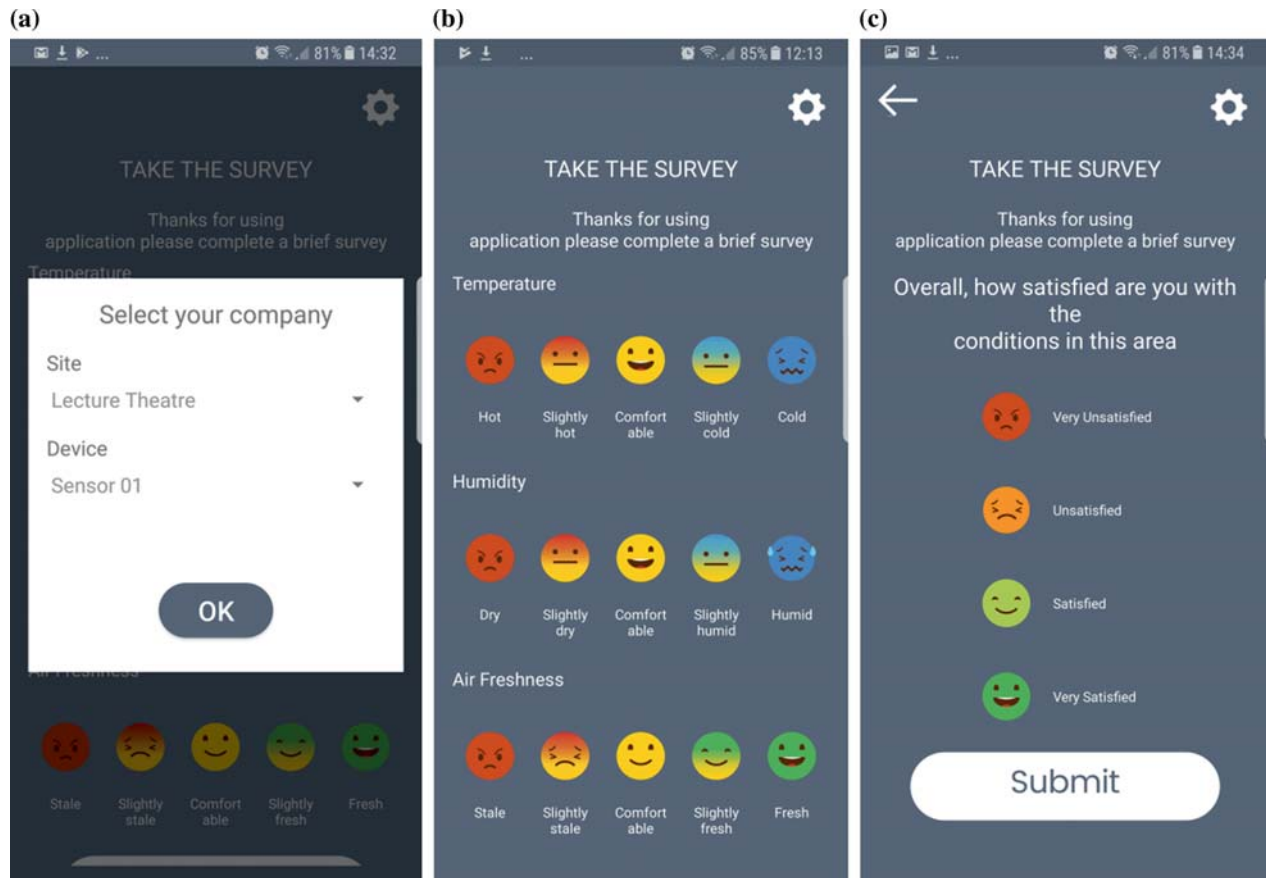 (a)
... 81% 14:32
TAKE THE SURVEY
Thanks for using
application please complete a brief survey
Temperature
Select your company
Site
Lecture Theatre
Device
Sensor 01
OK
Air Freshness
Stale
Slightly
stale
Comfort
able
Slightly
fresh
Fresh
(b)
... 85% 12:13
TAKE THE SURVEY
Thanks for using
application please complete a brief survey
Temperature
Hot
Slightly
hot
Comfort
able
Slightly
cold
Cold
Humidity
Dry
Slightly
dry
Comfort
able
Slightly
humid
Humid
Air Freshness
Stale
Slightly
stale
Comfort
able
Slightly
fresh
Fresh
(c)
... 81% 14:34
TAKE THE SURVEY
Thanks for using
application please complete a brief survey
Overall, how satisfied are you with
the
conditions in this area
Very Unsatisfied
Unsatisfied
Satisfied
Very Satisfied
Submit